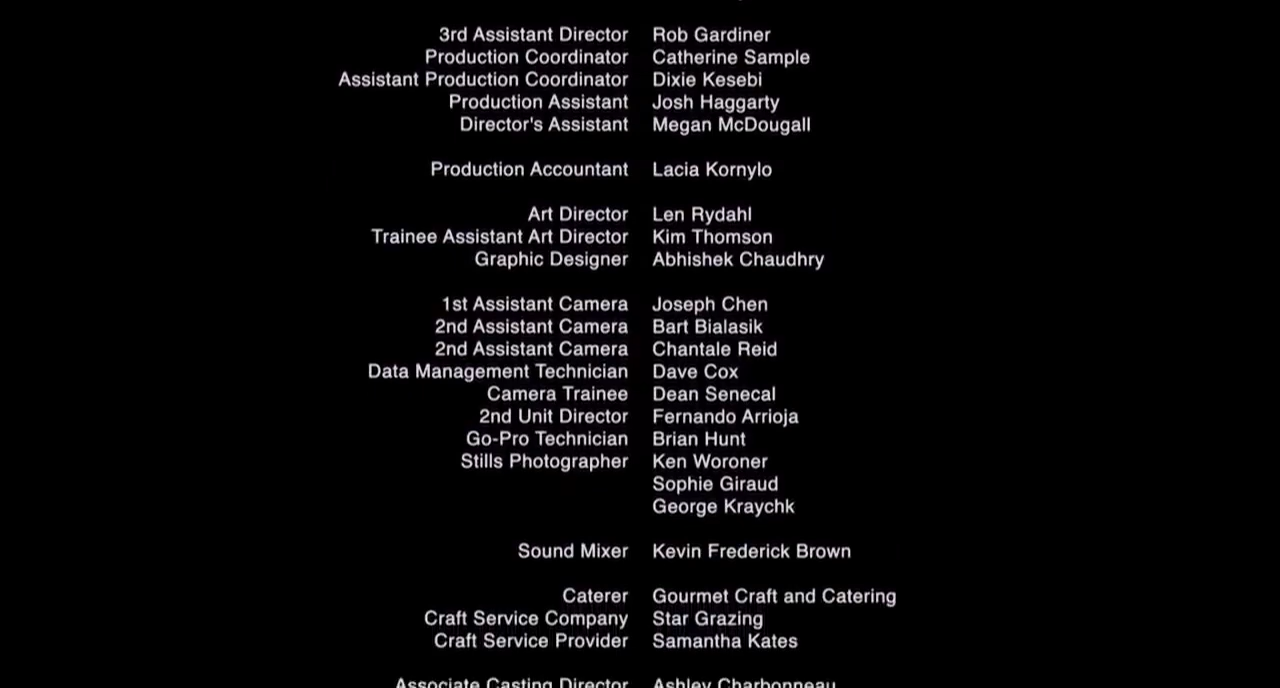 3rd Assistant Director Rob Gardiner
Production Coordinator Catherine Sample
Assistant Production Coordinator Dixie Kesebi
Production Assistant Josh Haggarty
Director's Assistant Megan McDougall
Production Accountant Lacia Kornylo
Art Director Len Rydahl
Trainee Assistant Art Director Kim Thomson
Graphic Designer Abhishek Chaudhry
1st Assistant Camera Joseph Chen
2nd Assistant Camera Bart Bialasik
2nd Assistant Camera Chantale Reid
Data Management Technician Dave Cox
Camera Trainee Dean Senecal
2nd Unit Director Fernando Arrioja
Go-Pro Technician Brian Hunt
Stills Photographer Ken Woroner
Sophie Giraud
George Kraychk
Sound Mixer Kevin Frederick Brown
Caterer Gourmet Craft and Catering
Craft Service Company Star Grazing
Craft Service Provider Samantha Kates
Associate Casting Director Ashley Charbonneau